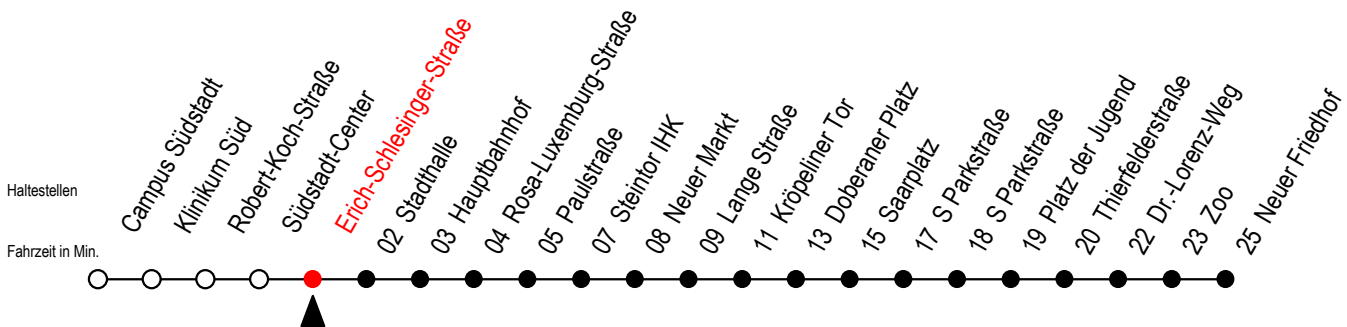 Haltestellen
Fahrzeit in Min.
Campus Südstadt
Klinikum Süd
Robert-Koch-Straße
Südstadt-Center
Erich-Schlesinger-Straße
02 Stadthalle
03 Hauptbahnhof
04 Rosa-Luxemburg-Straße
05 Paulstraße
07 Steintor IHK
08 Neuer Markt
09 Lange Straße
11 Kröpeliner Tor
13 Doberaner Platz
15 Saarplatz
17 S Parkstraße
18 S Parkstraße
19 Platz der Jugend
20 Thierfelderstraße
22 Dr.-Lorenz-Weg
23 Zoo
25 Neuer Friedhof